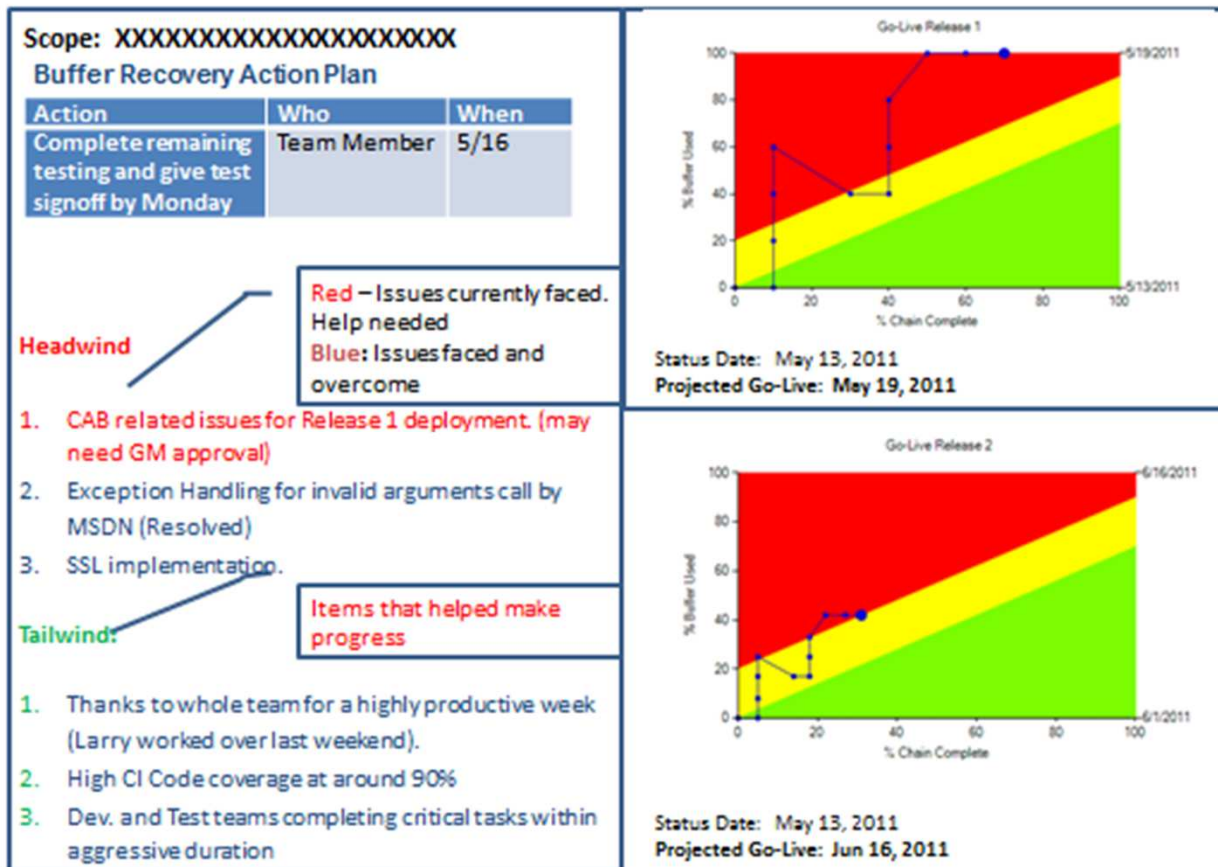 Scope: XXXXXXXXXXXXXXXXXXXXX
Buffer Recovery Action Plan
Action Who When
Complete remaining Team Member 5/16
testing and give test
signoff by Monday
Red – Issues currently faced.
Help needed
Blue: Issues faced and
overcome
Headwind
1. CAB related issues for Release 1 deployment. (may
need GM approval)
2. Exception Handling for invalid arguments call by
MSDN (Resolved)
3. SSL implementation.
Items that helped make
progress
Tailwind:
1. Thanks to whole team for a highly productive week
(Larry worked over last weekend).
2. High CI Code coverage at around 90%
3. Dev. and Test teams completing critical tasks within
aggressive duration
Go-Live Release 1
100
80
60
40
20
0
% Buffer Used
5/19/2011
5/13/2011
0 20 40 60 80 100
% Chain Complete
Status Date: May 13, 2011
Projected Go-Live: May 19, 2011
Go-Live Release 2
100
80
60
40
20
0
% Buffer Used
6/16/2011
6/1/2011
0 20 40 60 80 100
% Chain Complete
Status Date: May 13, 2011
Projected Go-Live: Jun 16, 2011